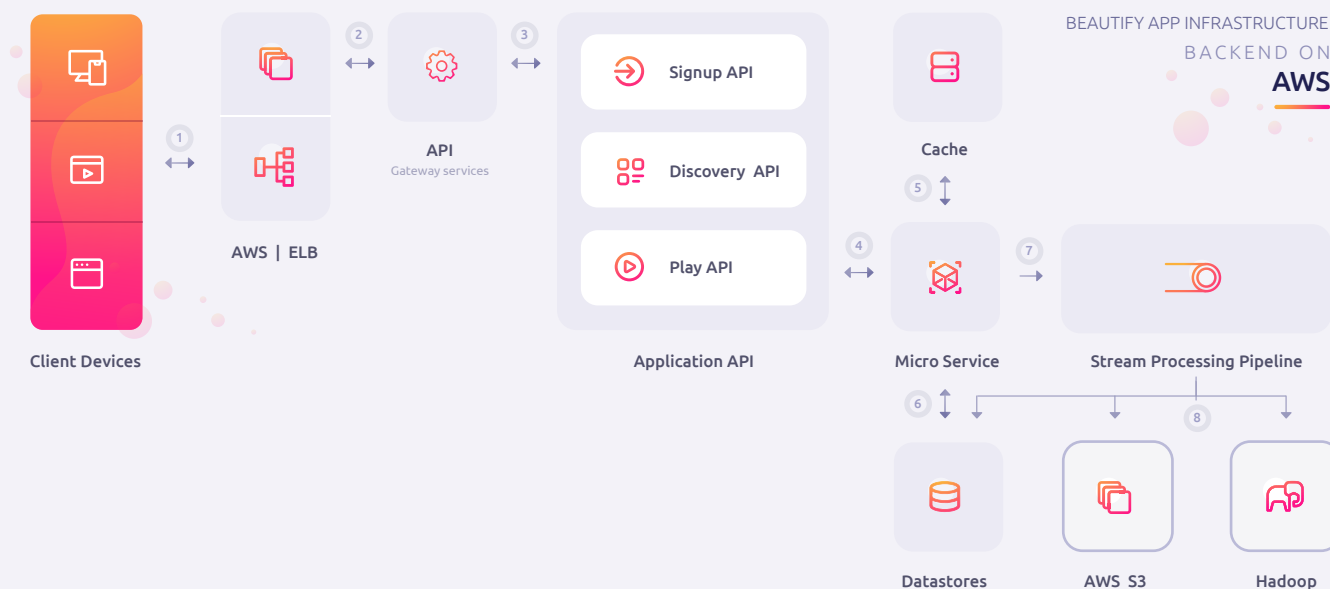 BEAUTIFY APP INFRASTRUCTURE
BACKEND ON
AWS
1
2
3
AWS | ELB
API
Gateway services
Signup API
Discovery API
Play API
Cache
5
4
7
Client Devices
Application API
Micro Service
Stream Processing Pipeline
6
8
Datastores
AWS S3
Hadoop